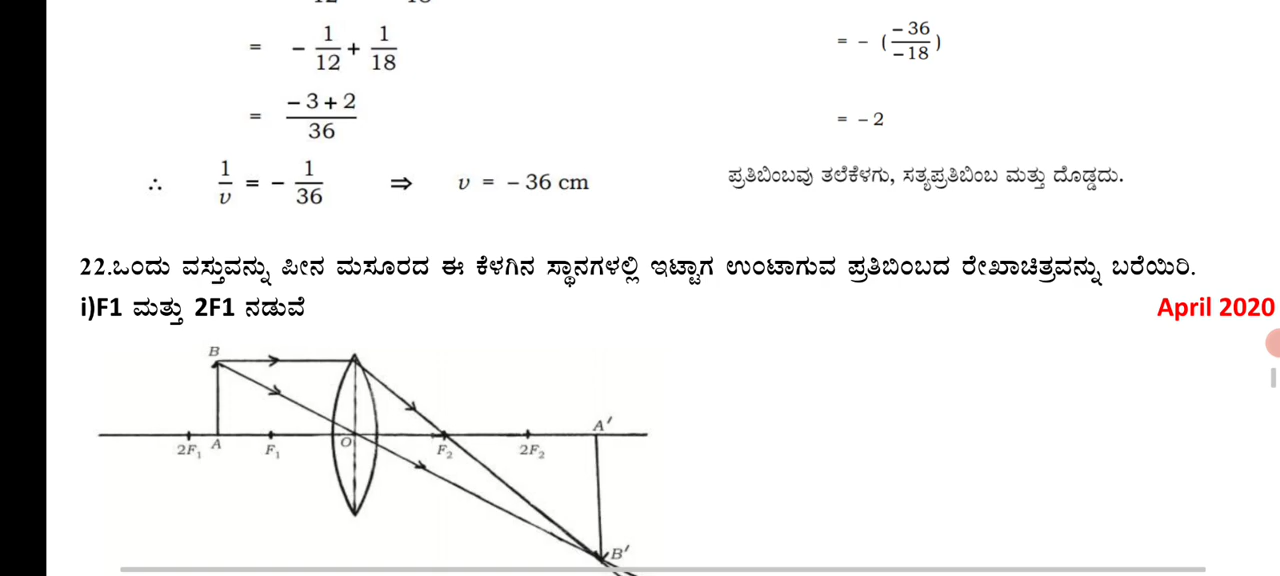 = - 1/12 + 1/18
= - ( -36/-18 )
= -3 + 2/36
= - 2
∴ 1/υ = - 1/36 ⇒ υ = - 36 cm
ಪ್ರತಿಬಿಂಬವು ತಲೆಕೆಳಗು, ಸತ್ಯಪ್ರತಿಬಿಂಬ ಮತ್ತು ದೊಡ್ಡದು.
22.ಒಂದು ವಸ್ತುವನ್ನು ಪೀನ ಮಸೂರದ ಈ ಕೆಳಗಿನ ಸ್ಥಾನಗಳಲ್ಲಿ ಇಟ್ಟಾಗ ಉಂಟಾಗುವ ಪ್ರತಿಬಿಂಬದ ರೇಖಾಚಿತ್ರವನ್ನು ಬರೆಯಿರಿ.
i)F1 ಮತ್ತು 2F1 ನಡುವೆ April 2020
B
A′
2F₁ A F₁ O F₂ 2F₂
B′